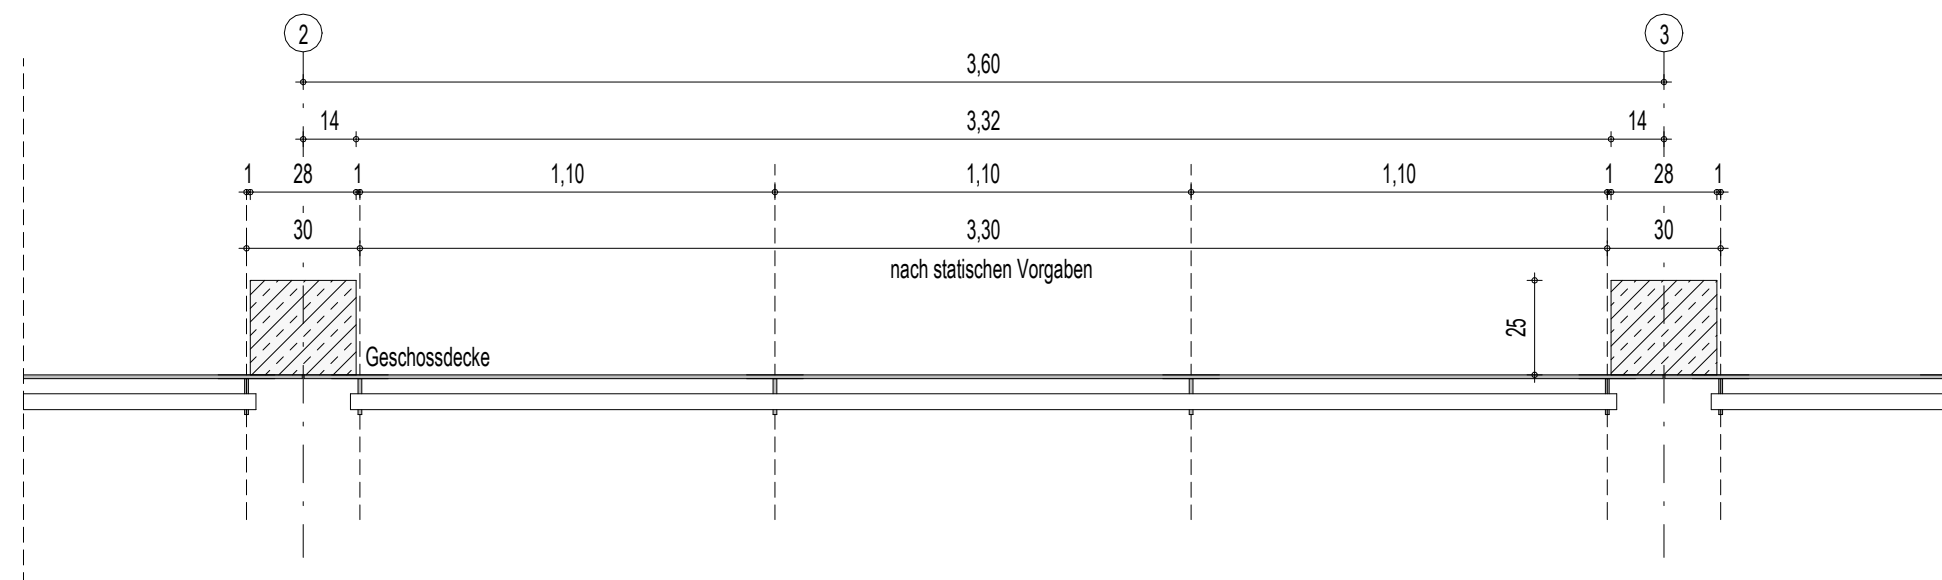 2 3
3,60
14 3,32 14
1 28 1 1,10 1,10 1,10 1 28 1
30 3,30 30
nach statischen Vorgaben
25
Geschossdecke